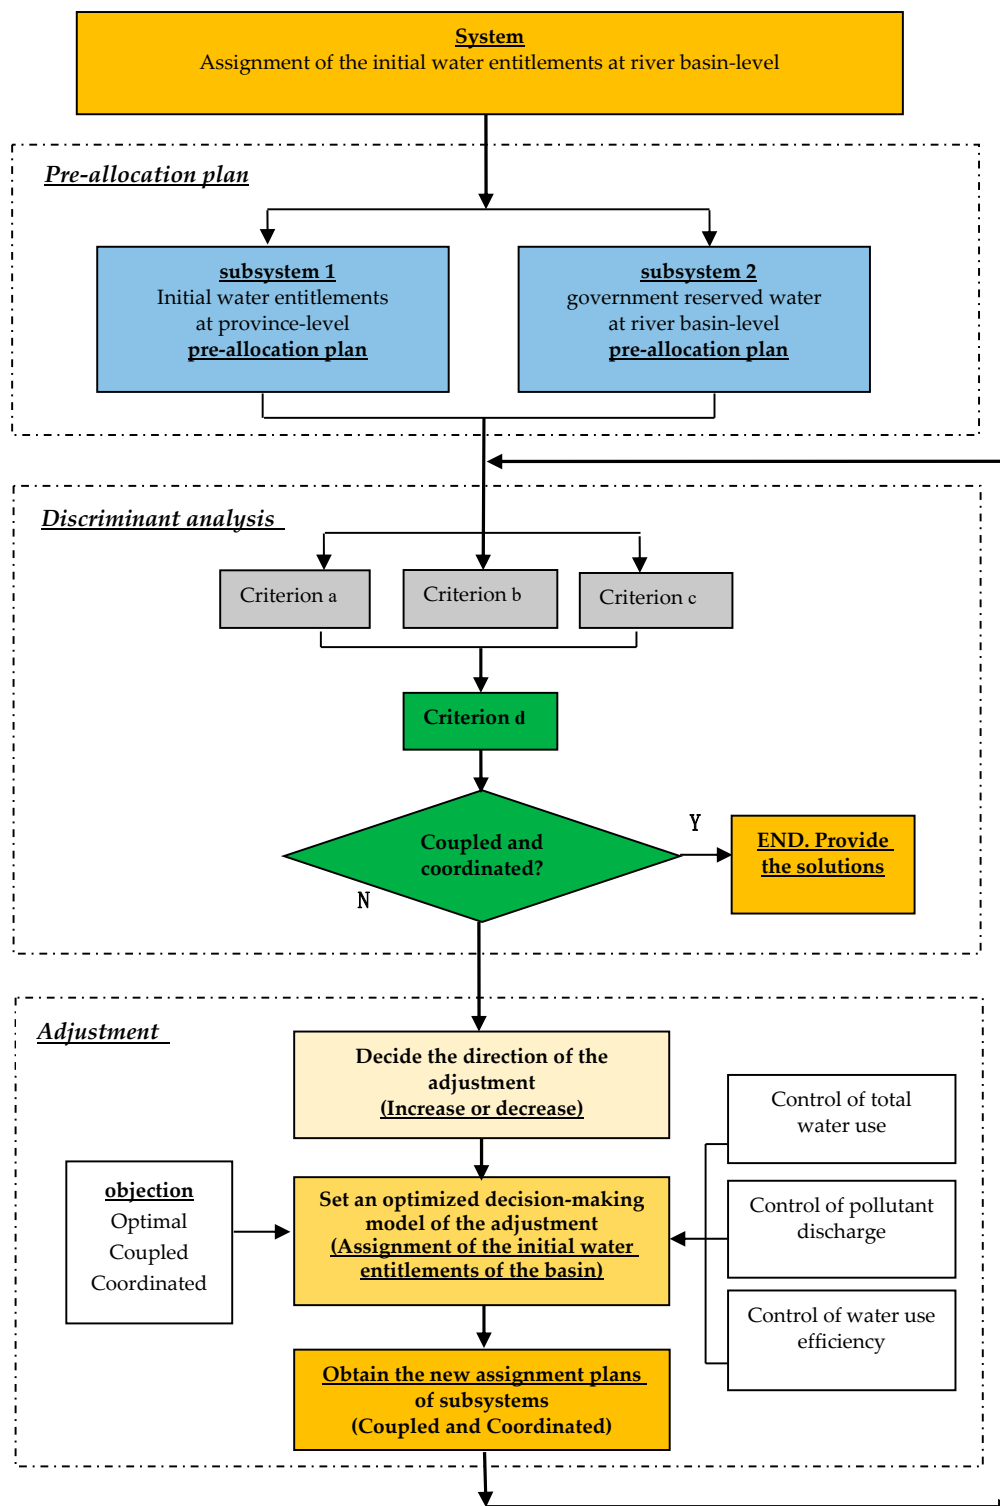 System
Assignment of the initial water entitlements at river basin-level
Pre-allocation plan
subsystem 1
Initial water entitlements
at province-level
pre-allocation plan
subsystem 2
government reserved water
at river basin-level
pre-allocation plan
Discriminant analysis
Criterion a
Criterion b
Criterion c
Criterion d
Coupled and
coordinated?
Y
END. Provide
the solutions
N
Adjustment
Decide the direction of the
adjustment
(Increase or decrease)
objection
Optimal
Coupled
Coordinated
Set an optimized decision-making
model of the adjustment
(Assignment of the initial water
entitlements of the basin)
Control of total
water use
Control of pollutant
discharge
Control of water use
efficiency
Obtain the new assignment plans
of subsystems
(Coupled and Coordinated)